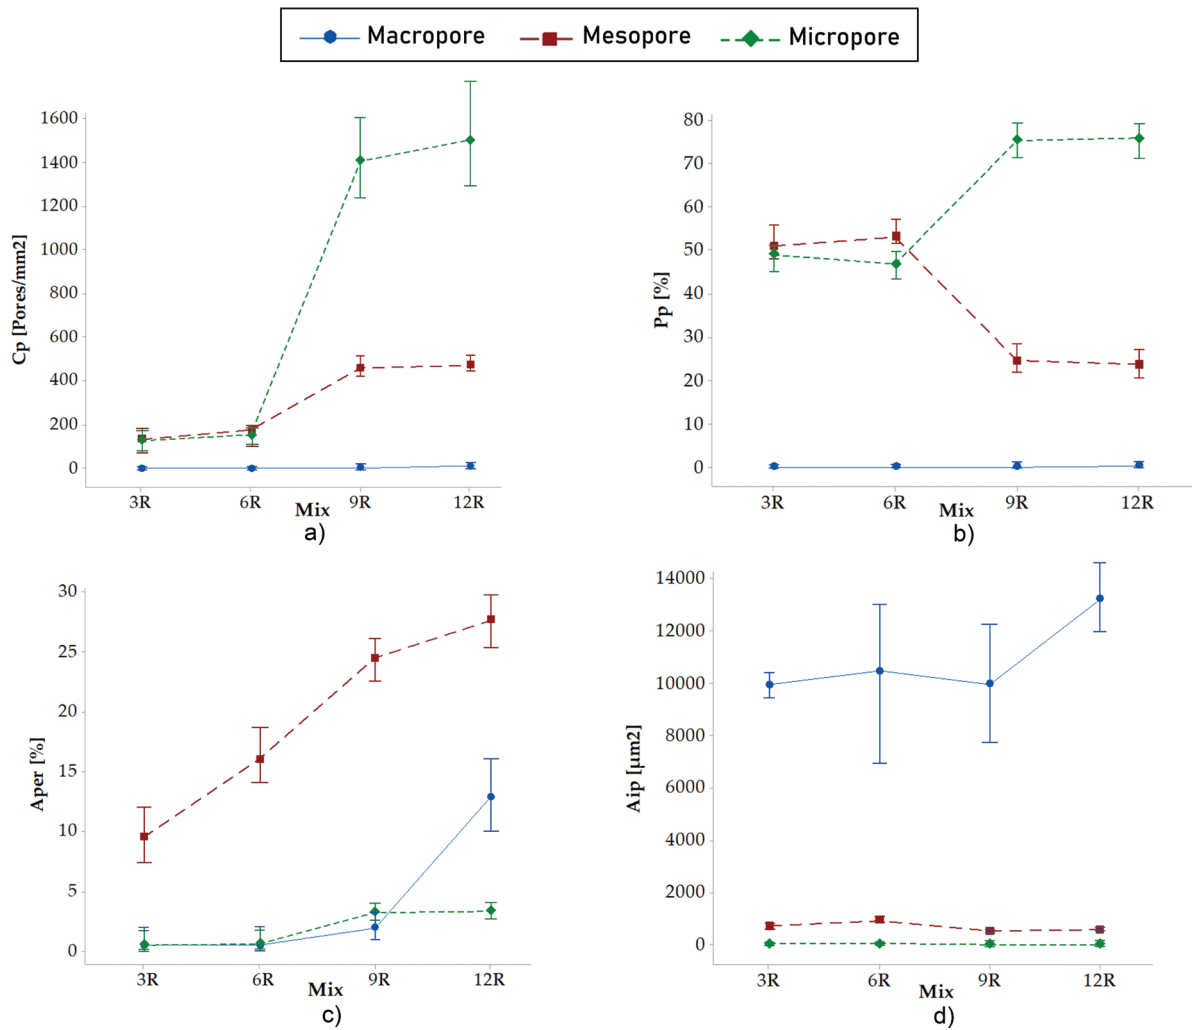 Macropore Mesopore Micropore
Cp [Pores/mm2]
1600
1400
1200
1000
800
600
400
200
0
3R 6R 9R 12R
Mix
a)
Pp [%]
80
70
60
50
40
30
20
10
0
3R 6R 9R 12R
Mix
b)
Aper [%]
30
25
20
15
10
5
0
3R 6R 9R 12R
Mix
c)
Aip [µm2]
14000
12000
10000
8000
6000
4000
2000
0
3R 6R 9R 12R
Mix
d)